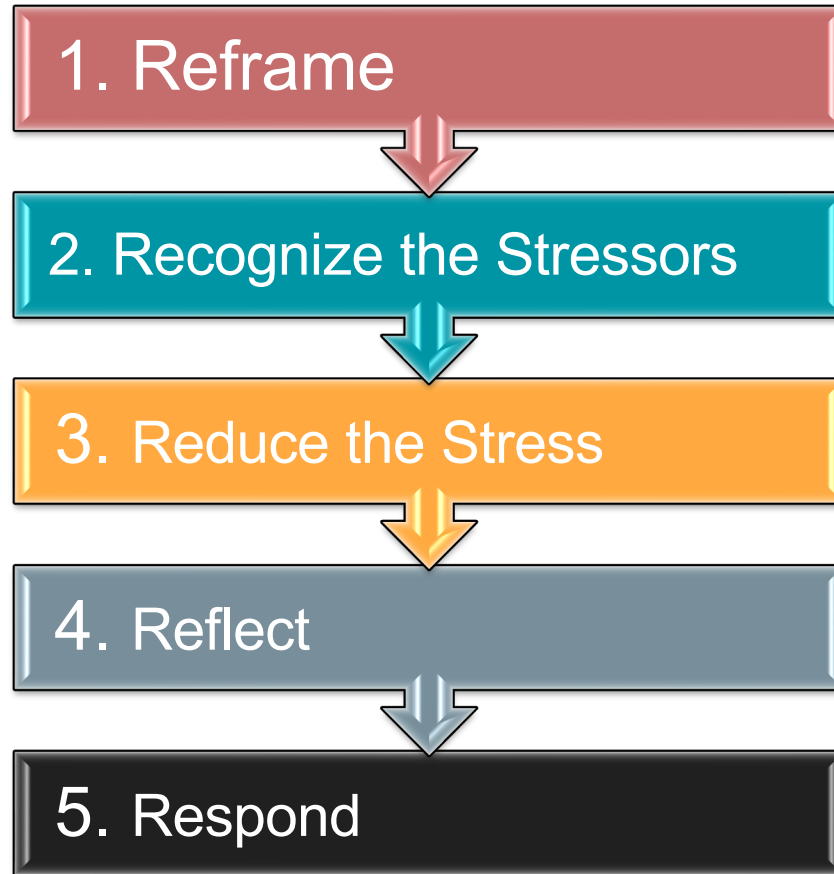 1. Reframe
2. Recognize the Stressors
3. Reduce the Stress
4. Reflect
5. Respond